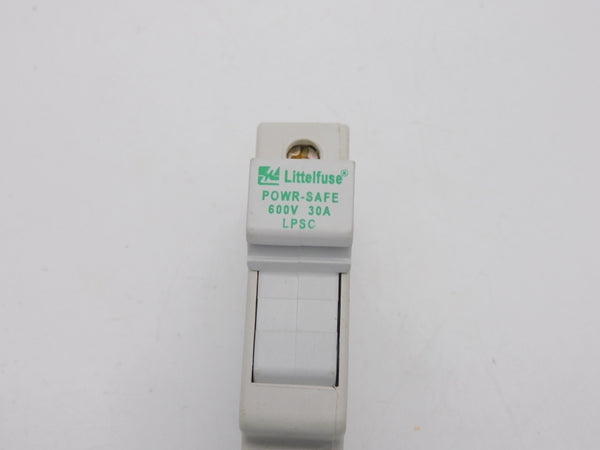 Littelfuse®
POWR-SAFE
600V 30A
LPSC